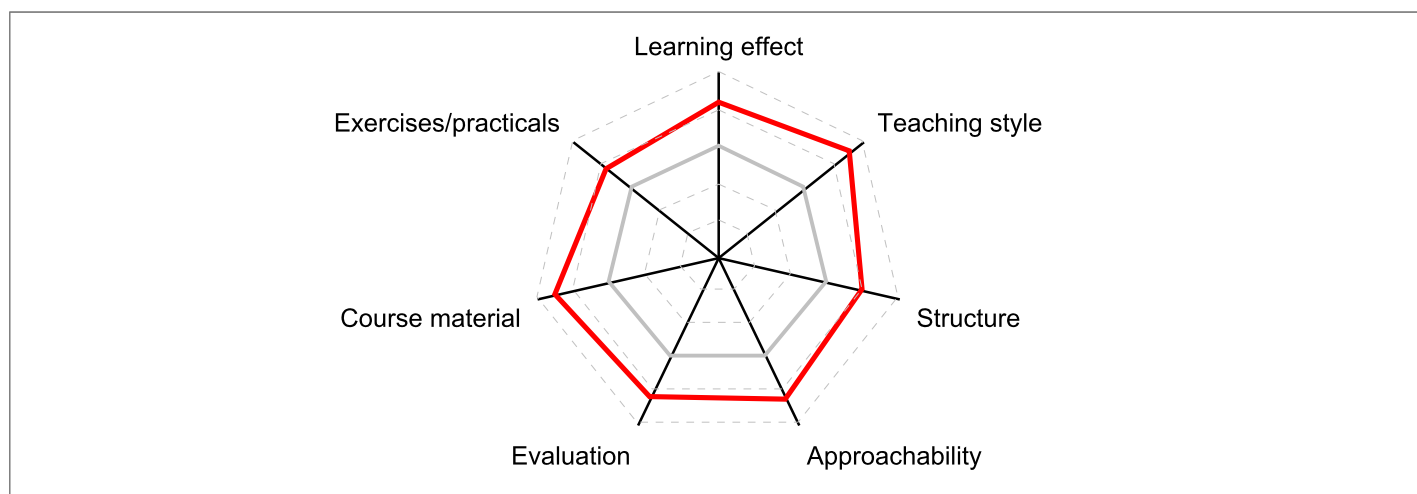 Learning effect
Exercises/practicals
Teaching style
Course material
Structure
Evaluation
Approachability